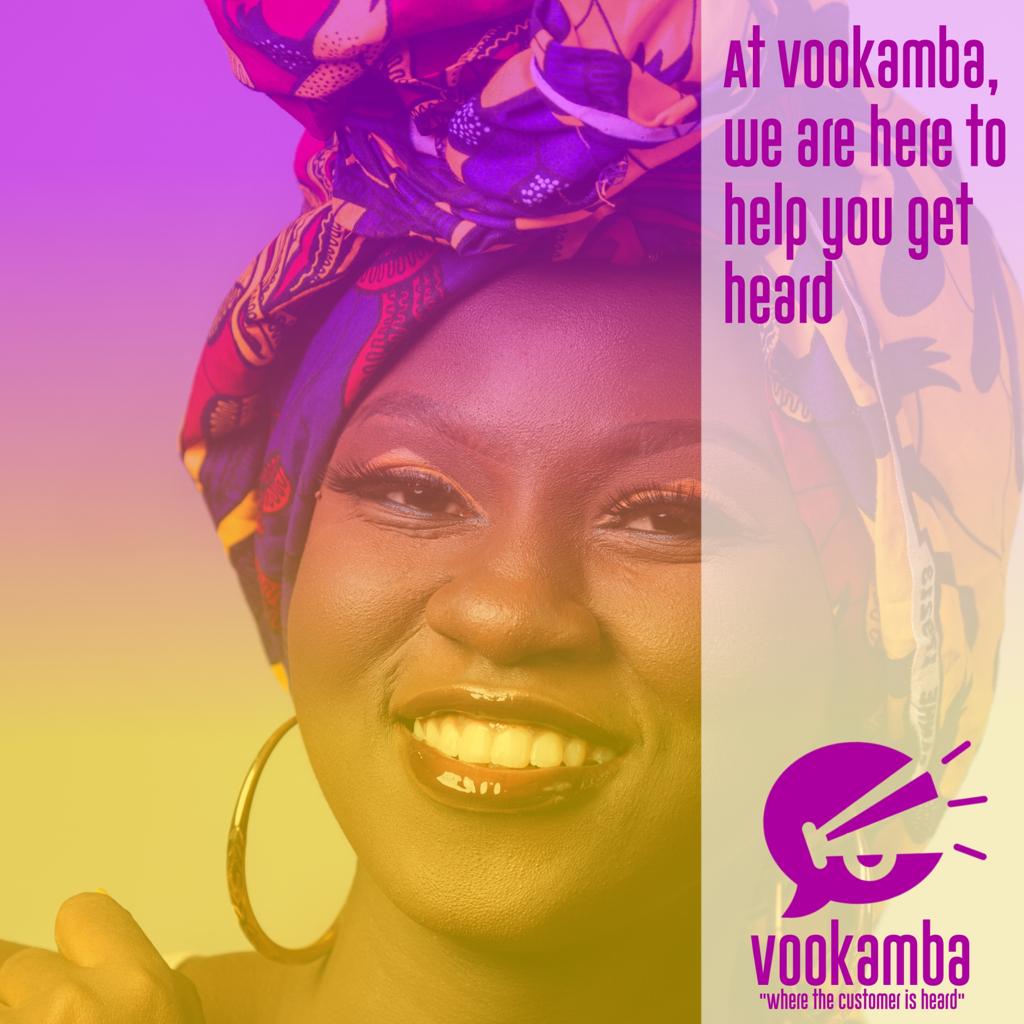 At vookamba,
we are here to
help you get
heard
vookamba
"where the customer is heard"